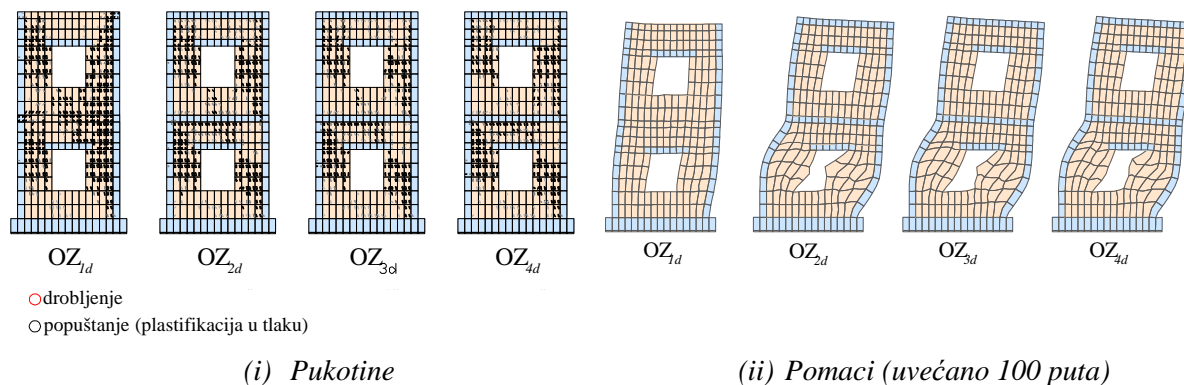 OZ1d OZ2d OZ3d OZ4d
OZ1d OZ2d OZ3d OZ4d
drobljenje
popuštanje (plastifikacija u tlaku)
(i) Pukotine
(ii) Pomaci (uvećano 100 puta)